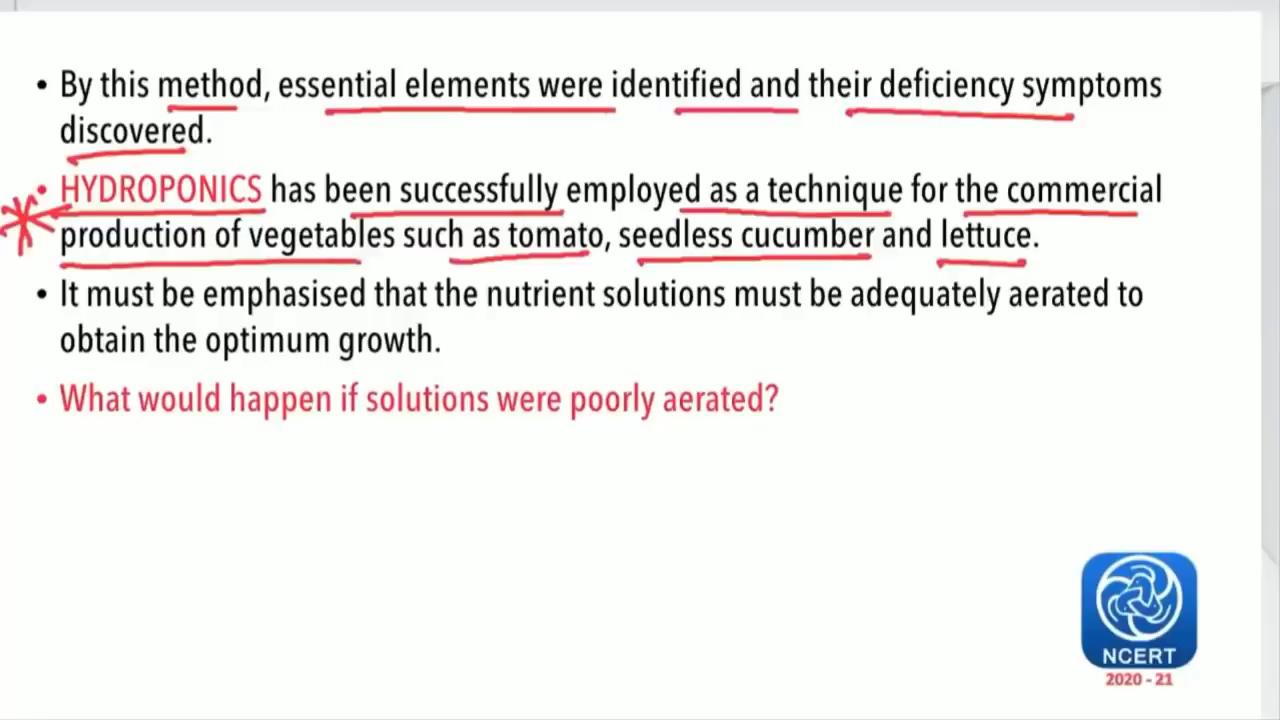 • By this method, essential elements were identified and their deficiency symptoms
discovered.
• HYDROPONICS has been successfully employed as a technique for the commercial
production of vegetables such as tomato, seedless cucumber and lettuce.
• It must be emphasised that the nutrient solutions must be adequately aerated to
obtain the optimum growth.
• What would happen if solutions were poorly aerated?
NCERT
2020 - 21